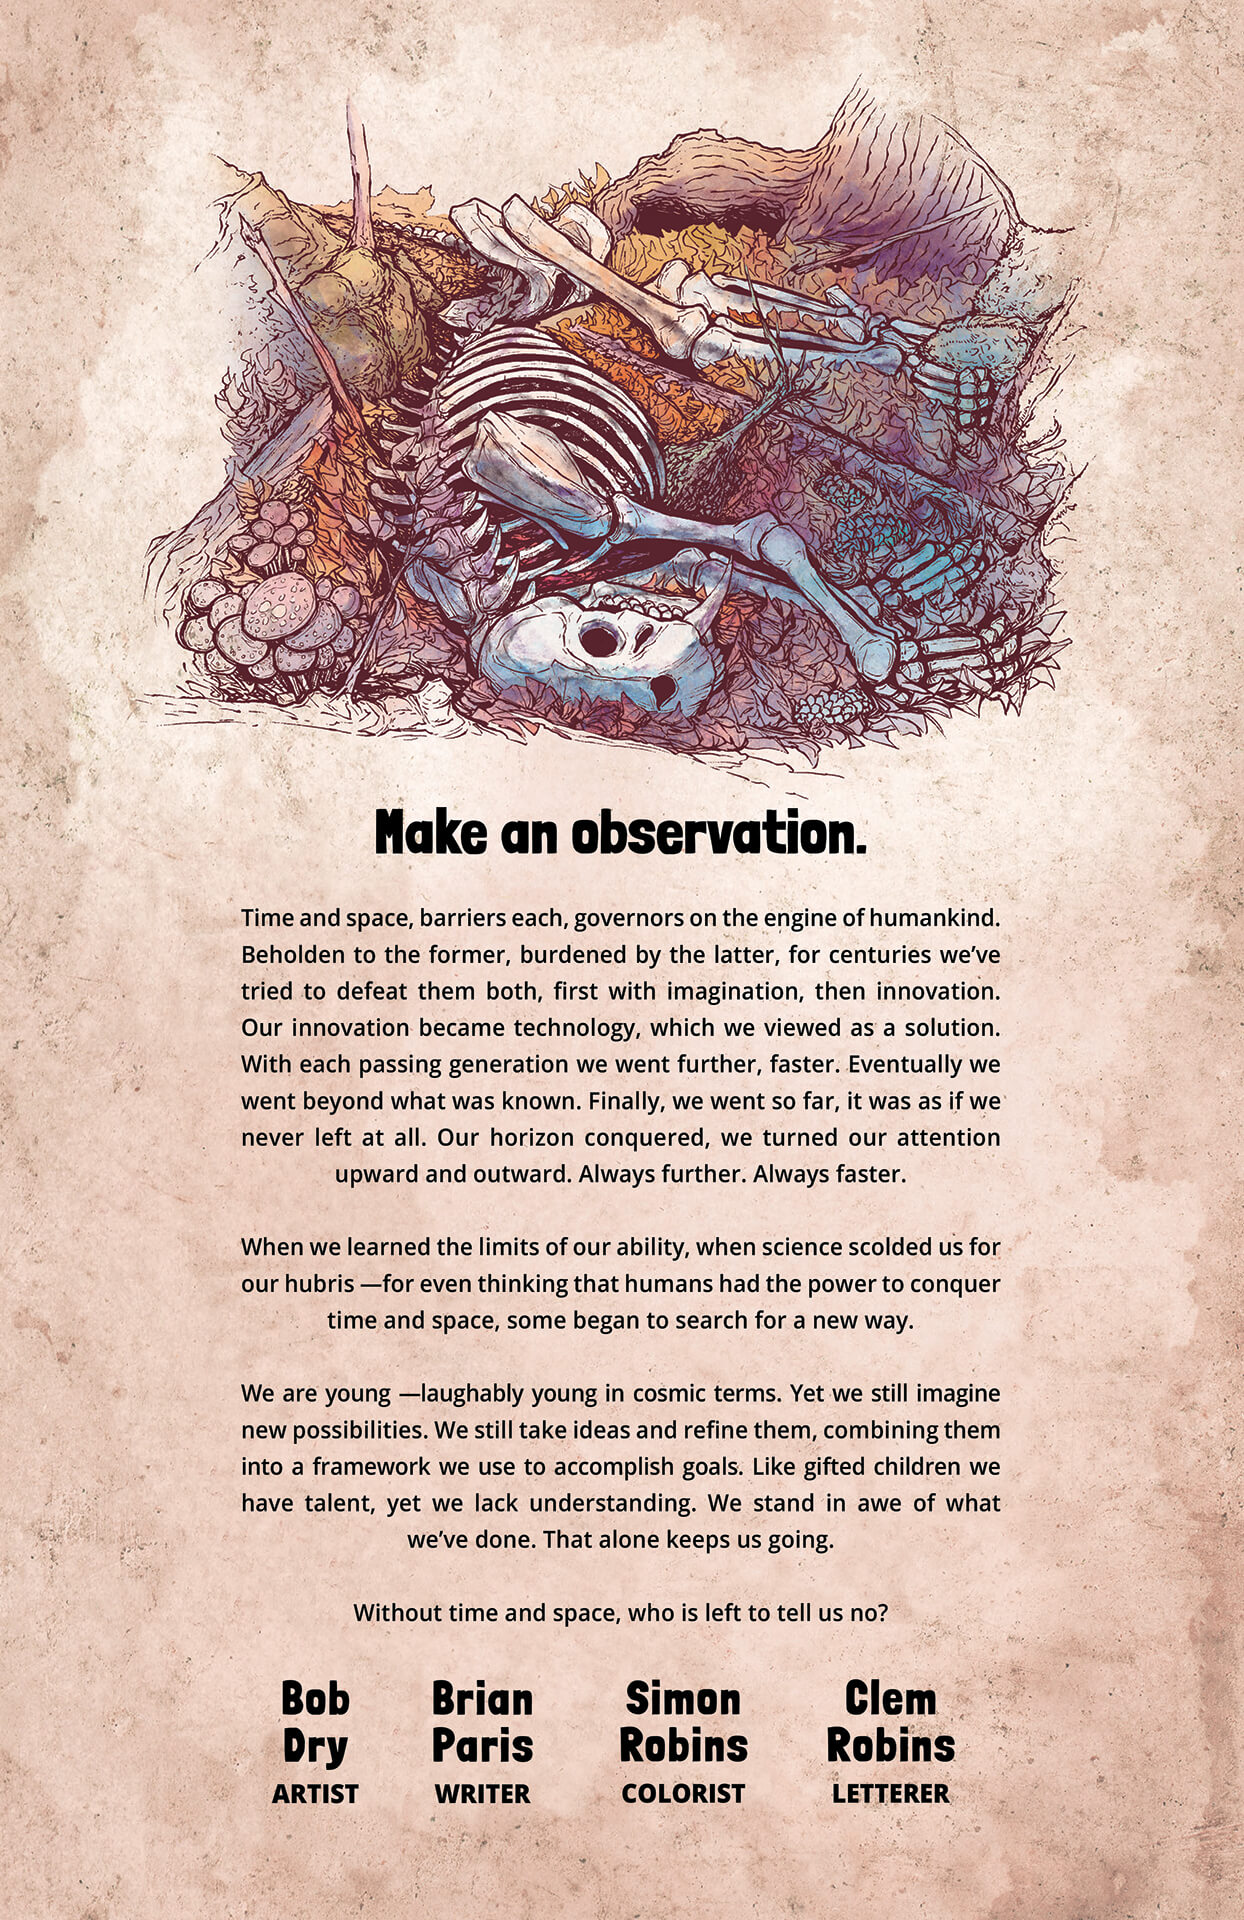 Make an observation.
Time and space, barriers each, governors on the engine of humankind.
Beholden to the former, burdened by the latter, for centuries we’ve
tried to defeat them both, first with imagination, then innovation.
Our innovation became technology, which we viewed as a solution.
With each passing generation we went further, faster. Eventually we
went beyond what was known. Finally, we went so far, it was as if we
never left at all. Our horizon conquered, we turned our attention
upward and outward. Always further. Always faster.
When we learned the limits of our ability, when science scolded us for
our hubris —for even thinking that humans had the power to conquer
time and space, some began to search for a new way.
We are young —laughably young in cosmic terms. Yet we still imagine
new possibilities. We still take ideas and refine them, combining them
into a framework we use to accomplish goals. Like gifted children we
have talent, yet we lack understanding. We stand in awe of what
we’ve done. That alone keeps us going.
Without time and space, who is left to tell us no?
Bob
Dry
ARTIST
Brian
Paris
WRITER
Simon
Robins
COLORIST
Clem
Robins
LETTERER